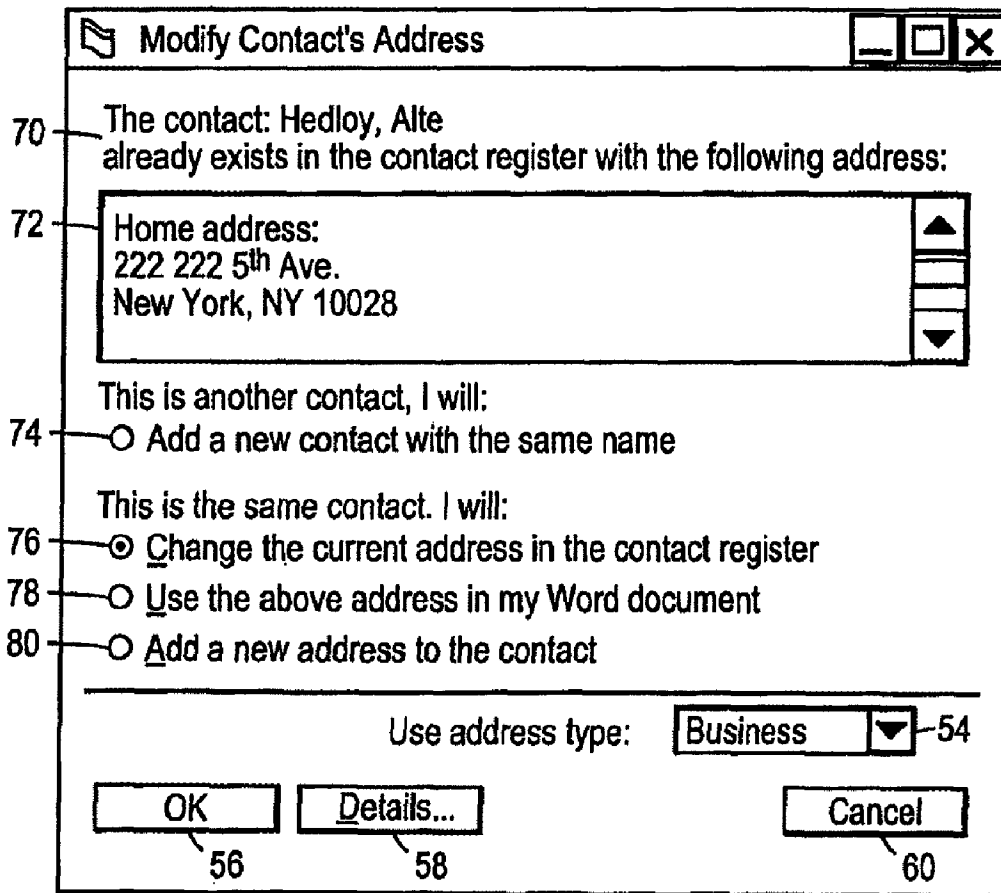 Modify Contact's Address
70
The contact: Hedloy, Alte
already exists in the contact register with the following address:
72
Home address:
222 222 5th Ave.
New York, NY 10028
This is another contact, I will:
74
Add a new contact with the same name
This is the same contact. I will:
76
Change the current address in the contact register
78
Use the above address in my Word document
80
Add a new address to the contact
Use address type: Business 54
OK Details... Cancel
56 58 60